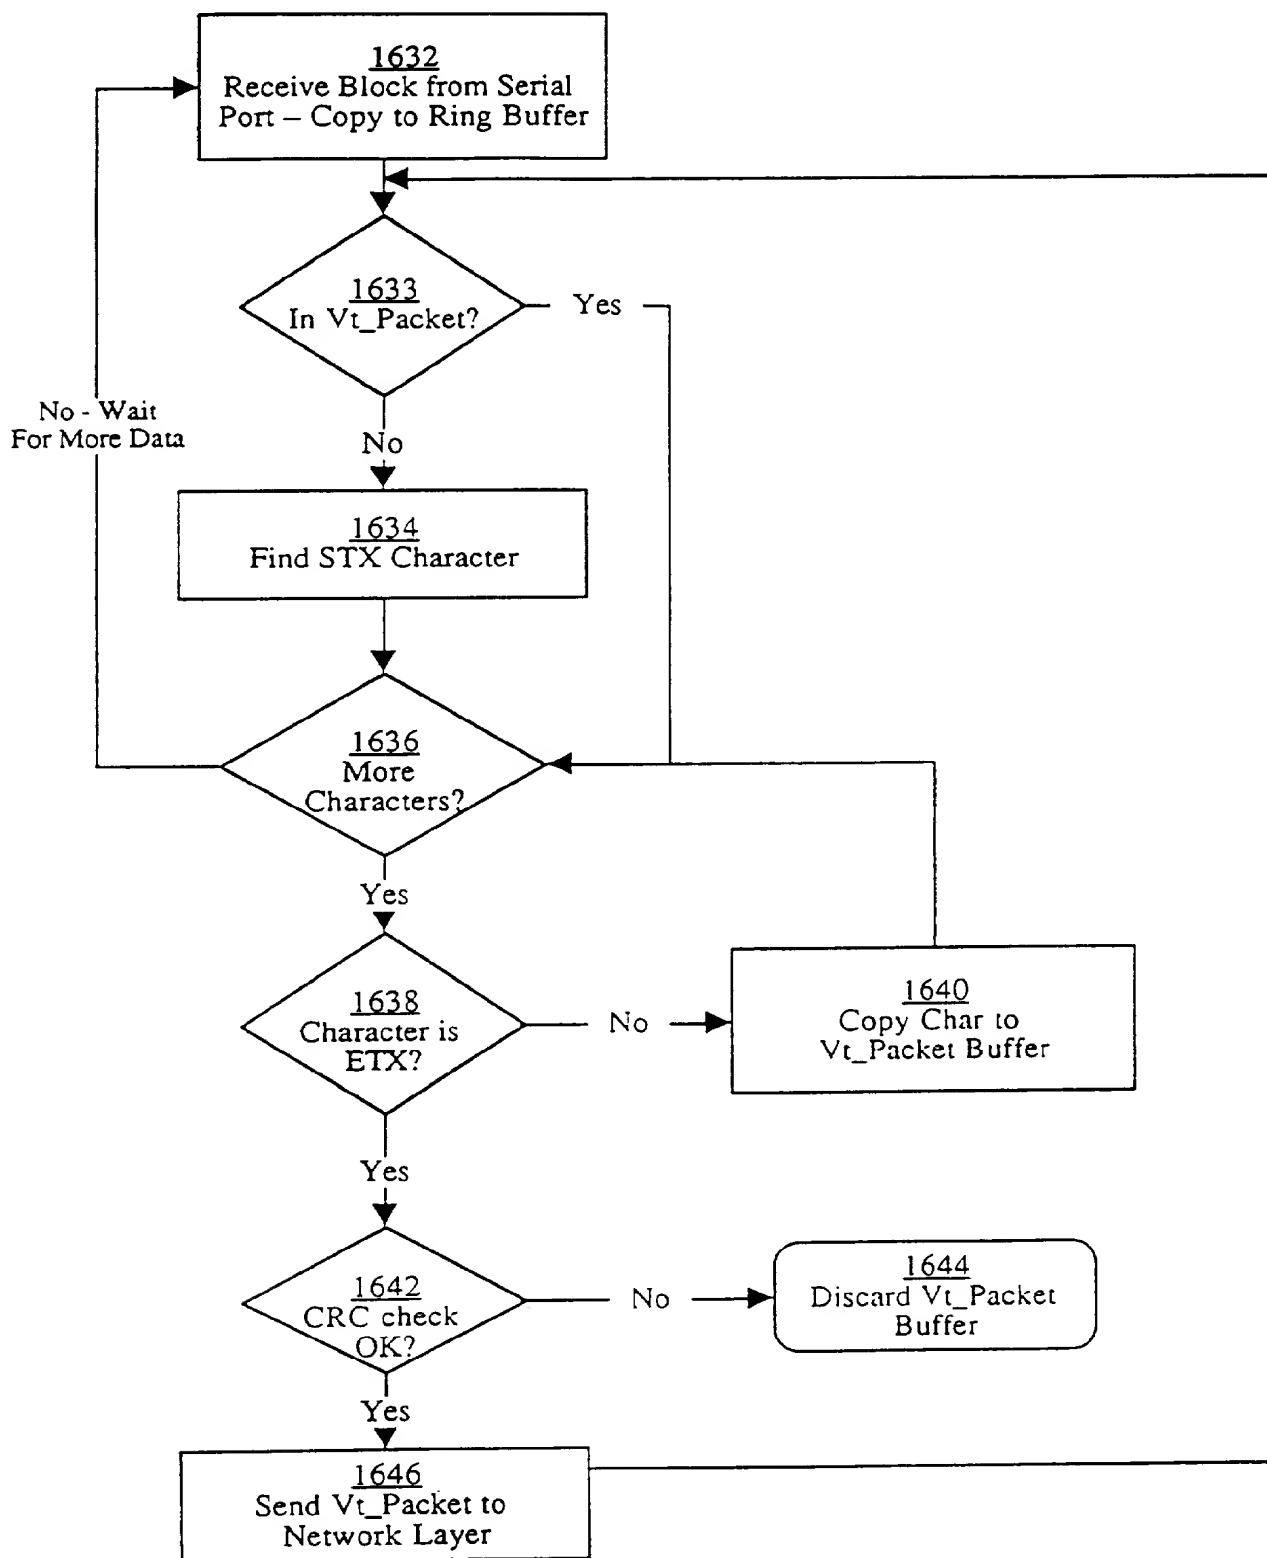 1632
Receive Block from Serial
Port – Copy to Ring Buffer
1633
In Vt_Packet?
Yes
No - Wait
For More Data
No
1634
Find STX Character
1636
More
Characters?
Yes
1638
Character is
ETX?
No
1640
Copy Char to
Vt_Packet Buffer
Yes
1642
CRC check
OK?
No
1644
Discard Vt_Packet
Buffer
Yes
1646
Send Vt_Packet to
Network Layer